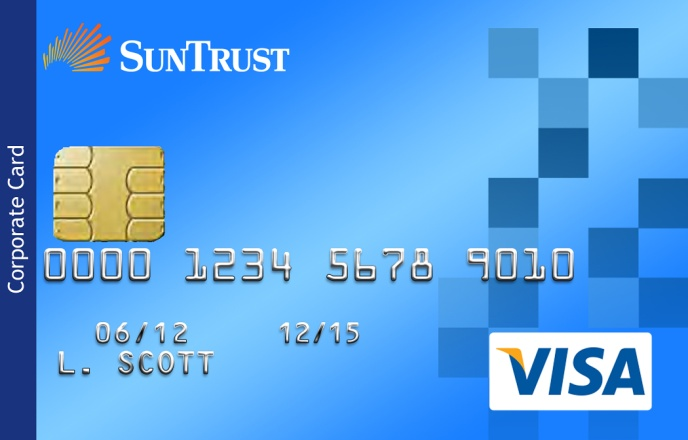 SUNTRUST
Corporate Card
0000 1234 5678 9010
06/12 12/15
L. SCOTT
VISA